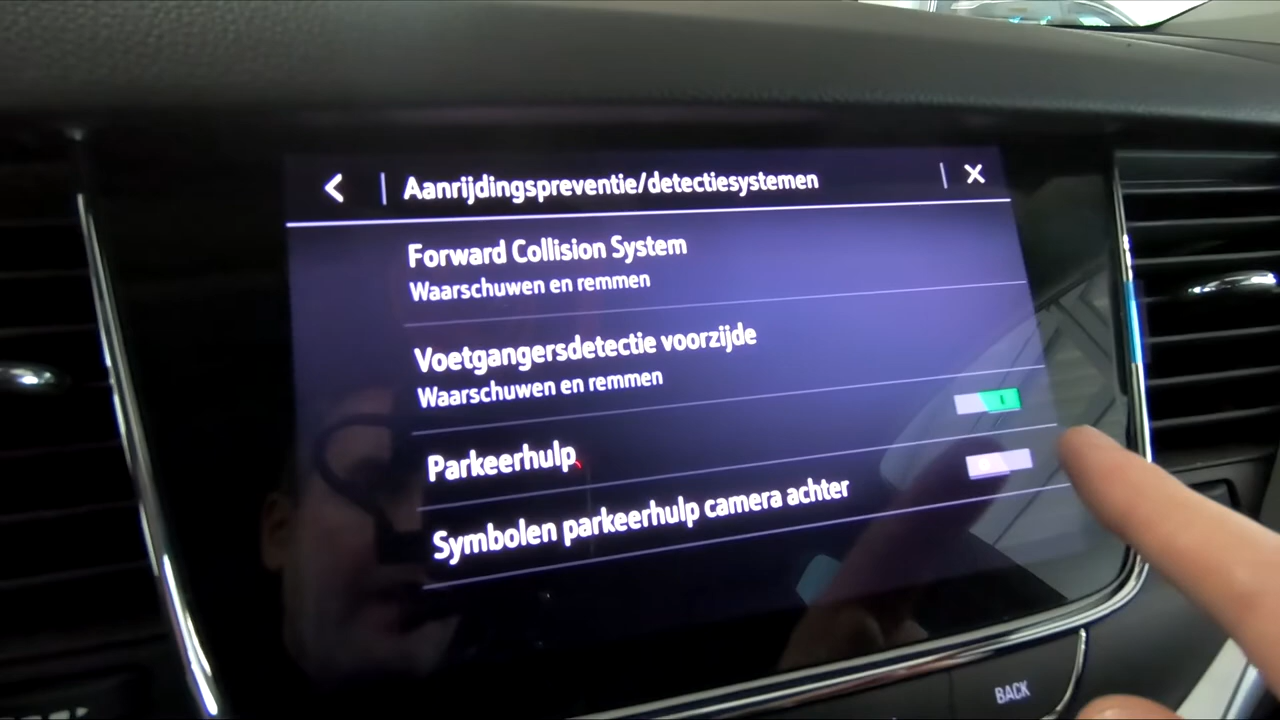 Aanrijdingspreventie/detectiesystemen
Forward Collision System
Waarschuwen en remmen
Voetgangersdetectie voorzijde
Waarschuwen en remmen
Parkeerhulp
Symbolen parkeerhulp camera achter
BACK